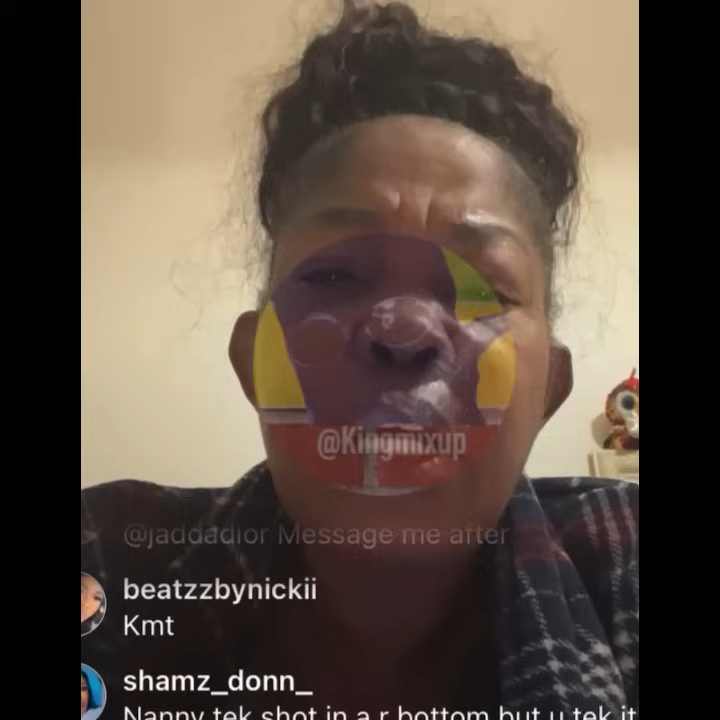 @Kingmixup
@jaddadior Message me after
beatzzbynickii
Kmt
shamz_donn_
Nanny tek shot in a r bottom but u tek it